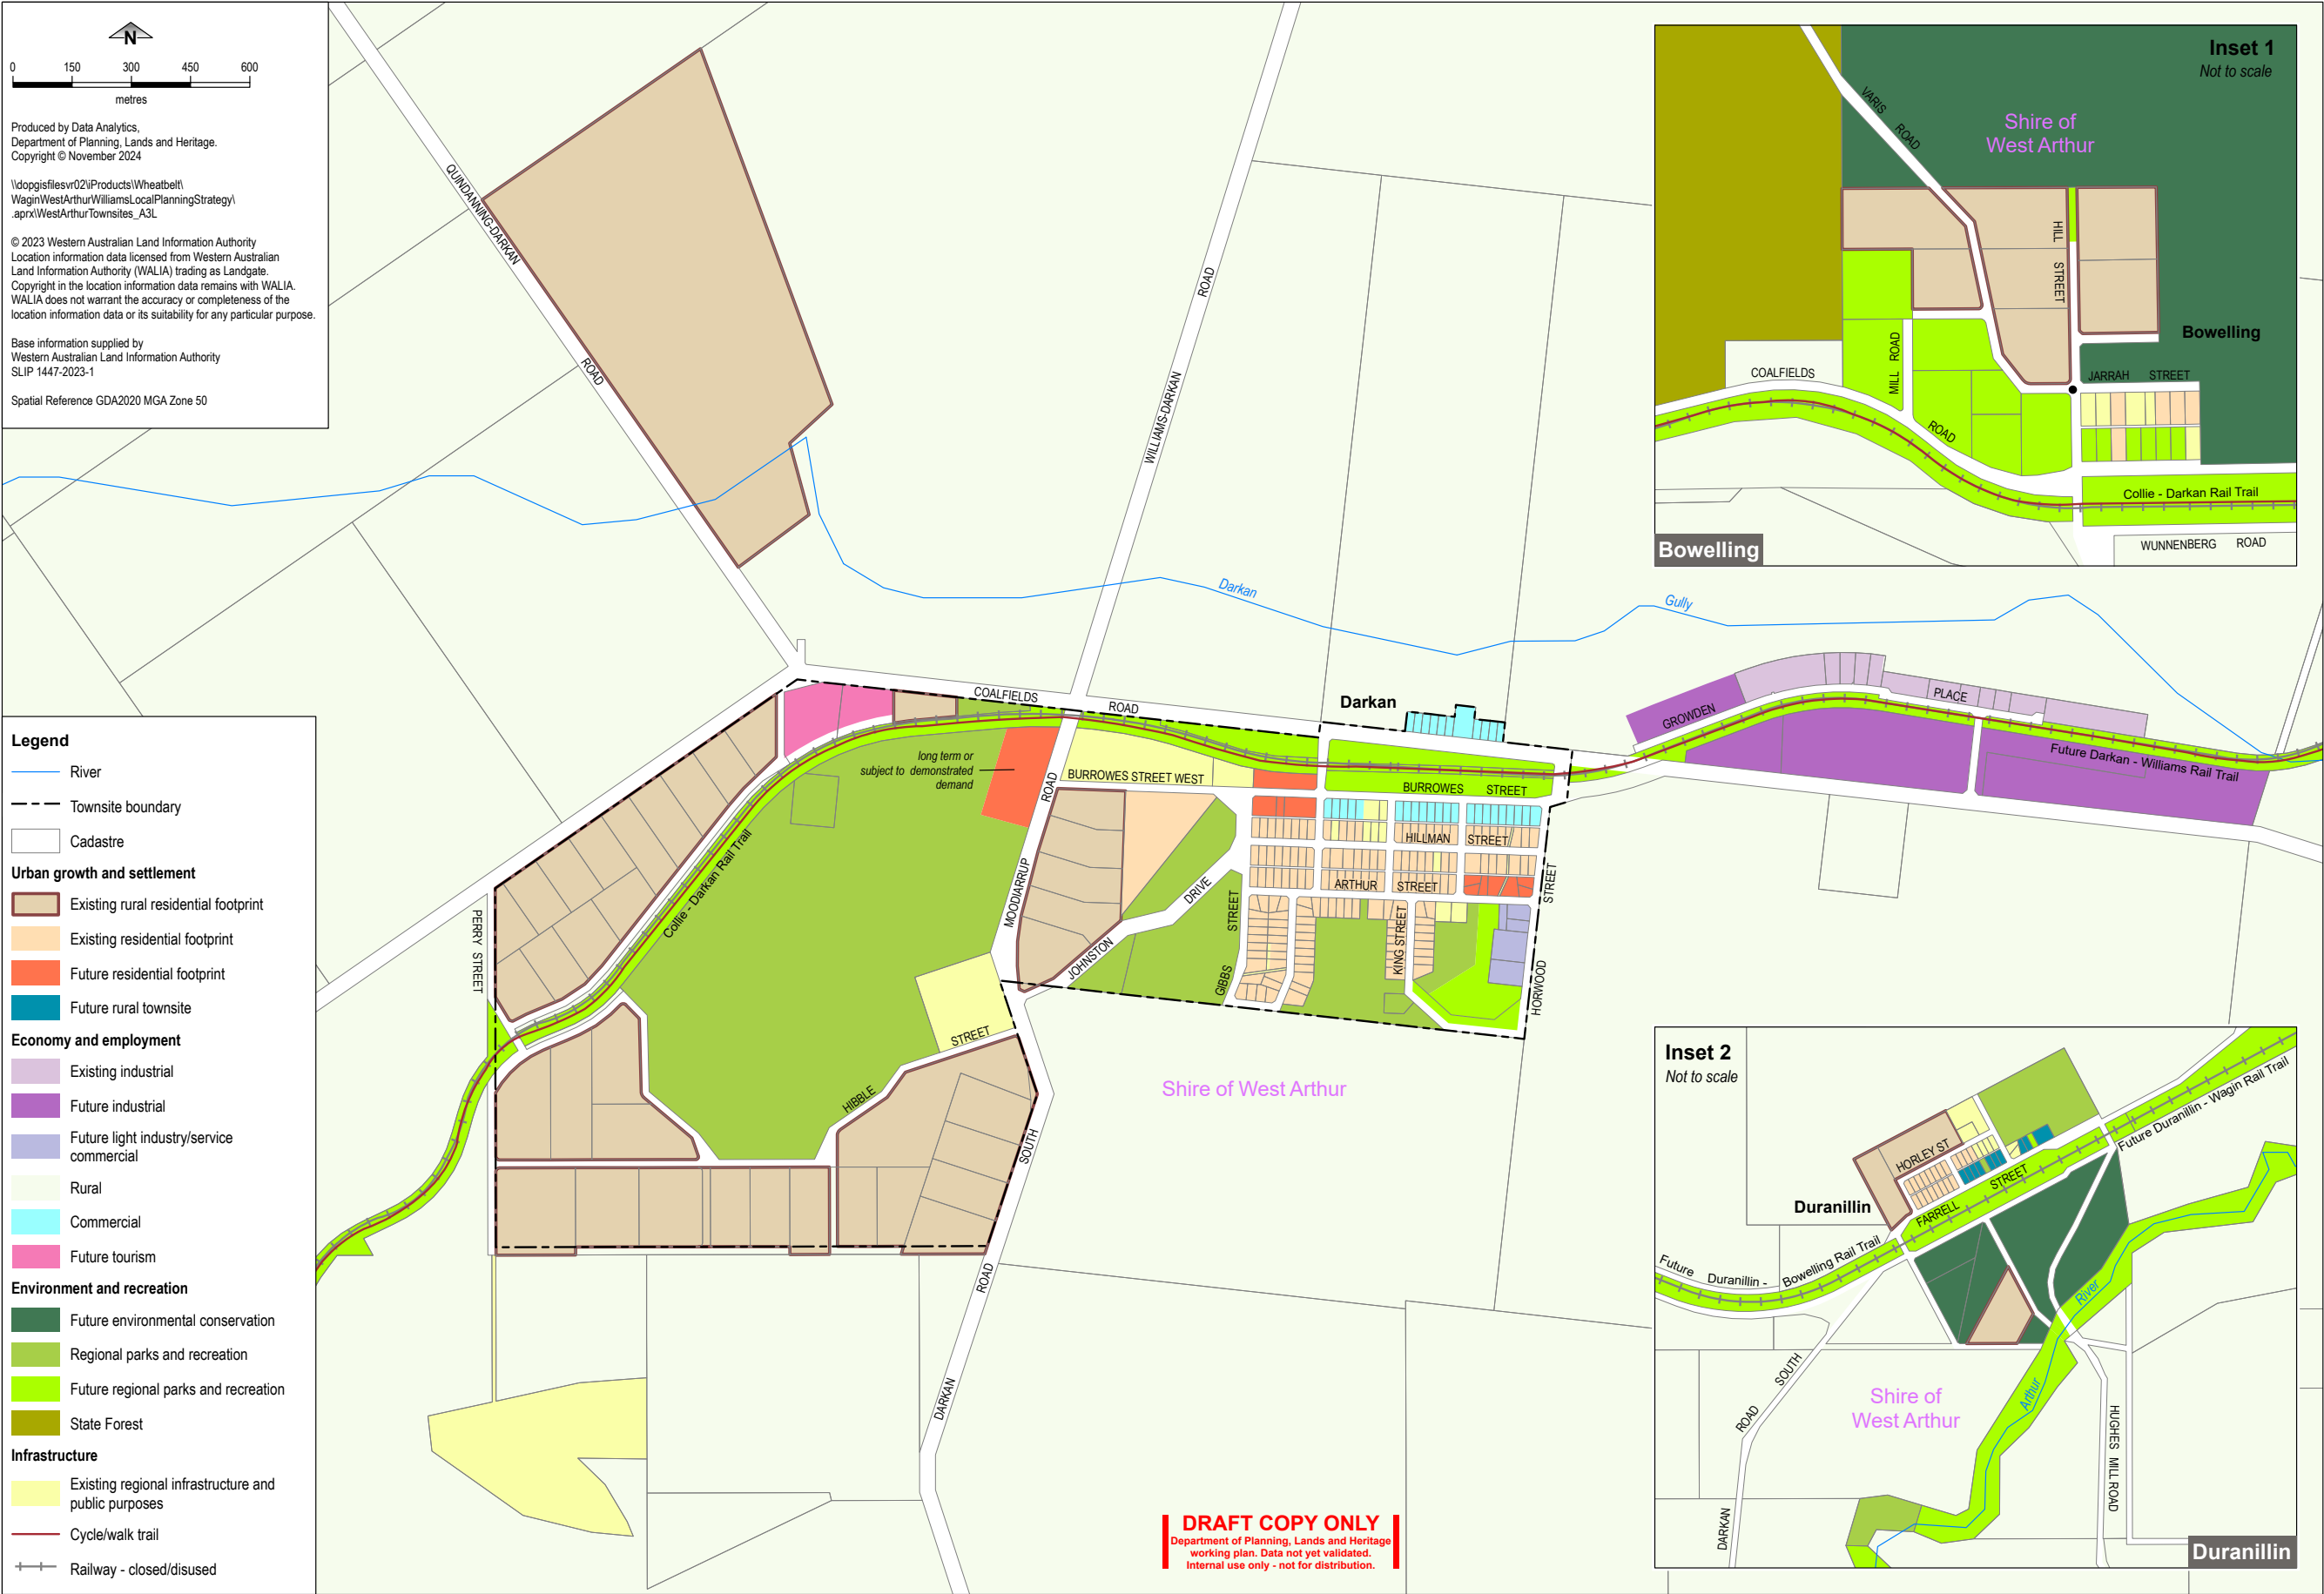 N
0 150 300 450 600
metres
Produced by Data Analytics,
Department of Planning, Lands and Heritage.
Copyright © November 2024
\\dopgisfilesvr02\iProducts\Wheatbelt\
WaginWestArthurWilliamsLocalPlanningStrategy\
.aprx\WestArthurTownsites_A3L
© 2023 Western Australian Land Information Authority
Location information data licensed from Western Australian
Land Information Authority (WALIA) trading as Landgate.
Copyright in the location information data remains with WALIA.
WALIA does not warrant the accuracy or completeness of the
location information data or its suitability for any particular purpose.
Base information supplied by
Western Australian Land Information Authority
SLIP 1447-2023-1
Spatial Reference GDA2020 MGA Zone 50
Legend
River
Townsite boundary
Cadastre
Urban growth and settlement
Existing rural residential footprint
Existing residential footprint
Future residential footprint
Future rural townsite
Economy and employment
Existing industrial
Future industrial
Future light industry/service
commercial
Rural
Commercial
Future tourism
Environment and recreation
Future environmental conservation
Regional parks and recreation
Future regional parks and recreation
State Forest
Infrastructure
Existing regional infrastructure and
public purposes
Cycle/walk trail
Railway - closed/disused
QUINDANNING-DARKAN
ROAD
WILLIAMS-DARKAN
ROAD
Darkan
Gully
COALFIELDS
ROAD
Darkan
GROWDEN
PLACE
Future Darkan - Williams Rail Trail
long term or
subject to demonstrated
demand
BURROWES STREET WEST
BURROWES STREET
HILLMAN STREET
ARTHUR STREET
KING STREET
HORWOOD
STREET
GIBBS
STREET
JOHNSTON
DRIVE
MOODIARRUP
ROAD
Collie - Darkan Rail Trail
PERRY STREET
HIBBLE
STREET
DARKAN
ROAD
SOUTH
Shire of West Arthur
DRAFT COPY ONLY
Department of Planning, Lands and Heritage
working plan. Data not yet validated.
Internal use only - not for distribution.
Inset 1
Not to scale
VARIS
ROAD
Shire of
West Arthur
HILL
STREET
Bowelling
COALFIELDS
ROAD
MILL ROAD
JARRAH STREET
Collie - Darkan Rail Trail
WUNNENBERG ROAD
Bowelling
Inset 2
Not to scale
HORLEY ST
Duranillin
FARRELL
STREET
Future Duranillin - Wagin Rail Trail
Future Duranillin - Bowelling Rail Trail
River
Arthur
Shire of
West Arthur
DARKAN
ROAD
SOUTH
HUGHES MILL ROAD
Duranillin